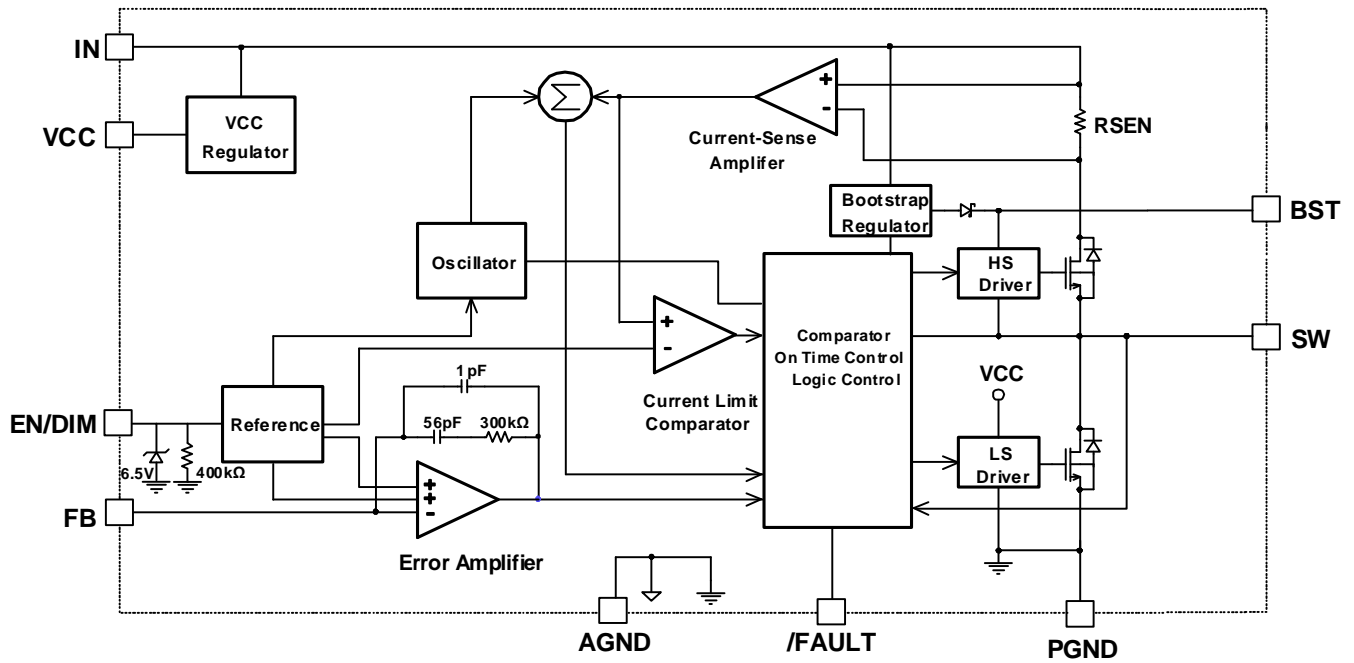 IN
VCC
VCC
Regulator
Σ
+
-
Current-Sense
Amplifer
RSEN
Bootstrap
Regulator
BST
Oscillator
HS
Driver
+
-
Comparator
On Time Control
Logic Control
SW
1pF
VCC
Current Limit
Comparator
EN/DIM
Reference
56pF
300kΩ
6.5V
400kΩ
LS
Driver
+
+
-
FB
Error Amplifier
AGND
/FAULT
PGND